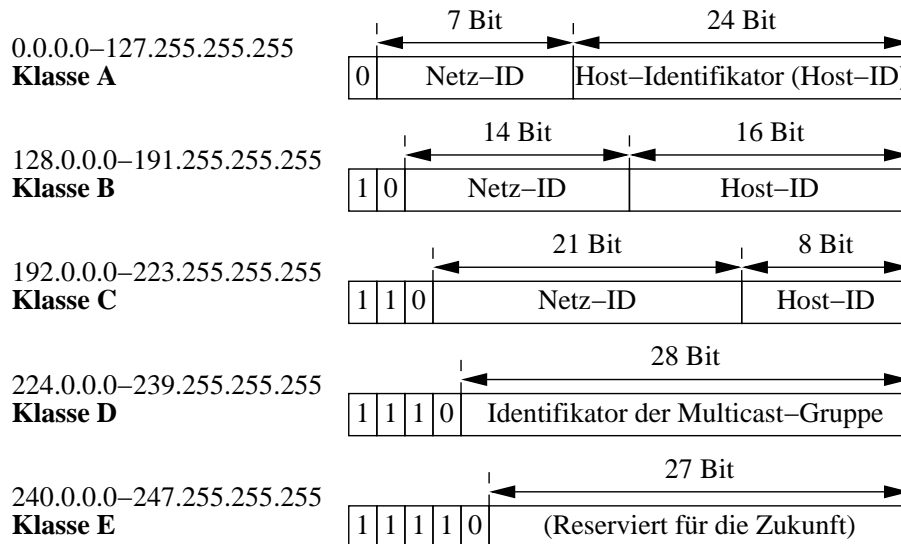 7 Bit 24 Bit
0.0.0.0–127.255.255.255
Klasse A 0 Netz–ID Host–Identifikator (Host–ID)
14 Bit 16 Bit
128.0.0.0–191.255.255.255
Klasse B 1 0 Netz–ID Host–ID
21 Bit 8 Bit
192.0.0.0–223.255.255.255
Klasse C 1 1 0 Netz–ID Host–ID
28 Bit
224.0.0.0–239.255.255.255
Klasse D 1 1 1 0 Identifikator der Multicast–Gruppe
27 Bit
240.0.0.0–247.255.255.255
Klasse E 1 1 1 1 0 (Reserviert für die Zukunft)